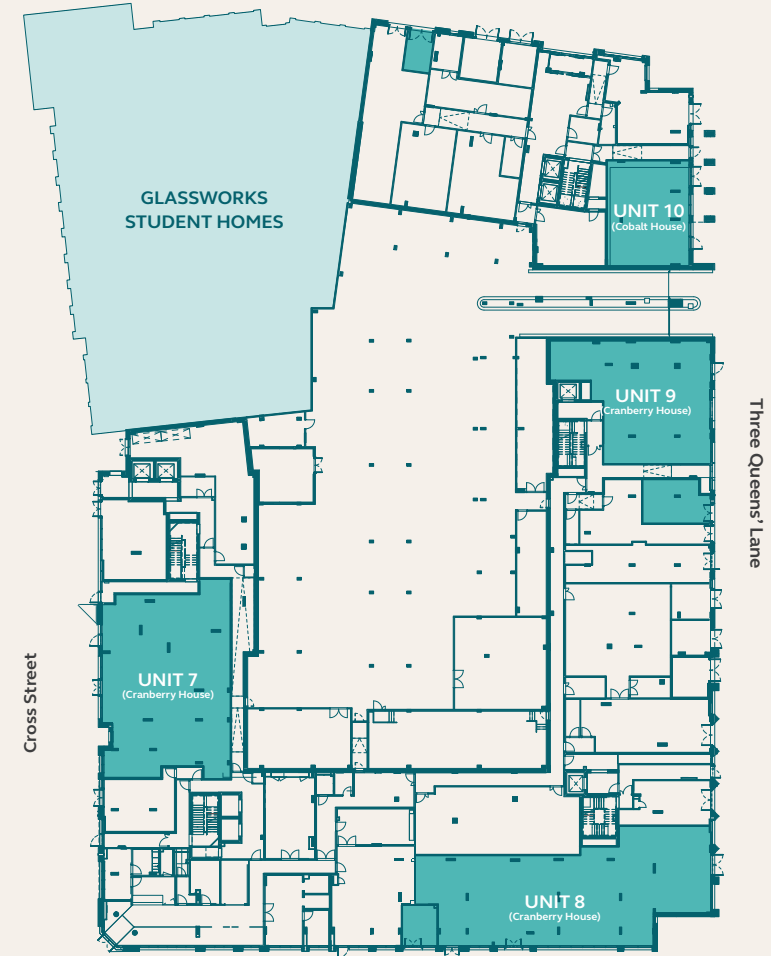 GLASSWORKS
STUDENT HOMES
UNIT 10
(Cobalt House)
UNIT 9
(Cranberry House)
Three Queens’ Lane
UNIT 7
(Cranberry House)
Cross Street
UNIT 8
(Cranberry House)